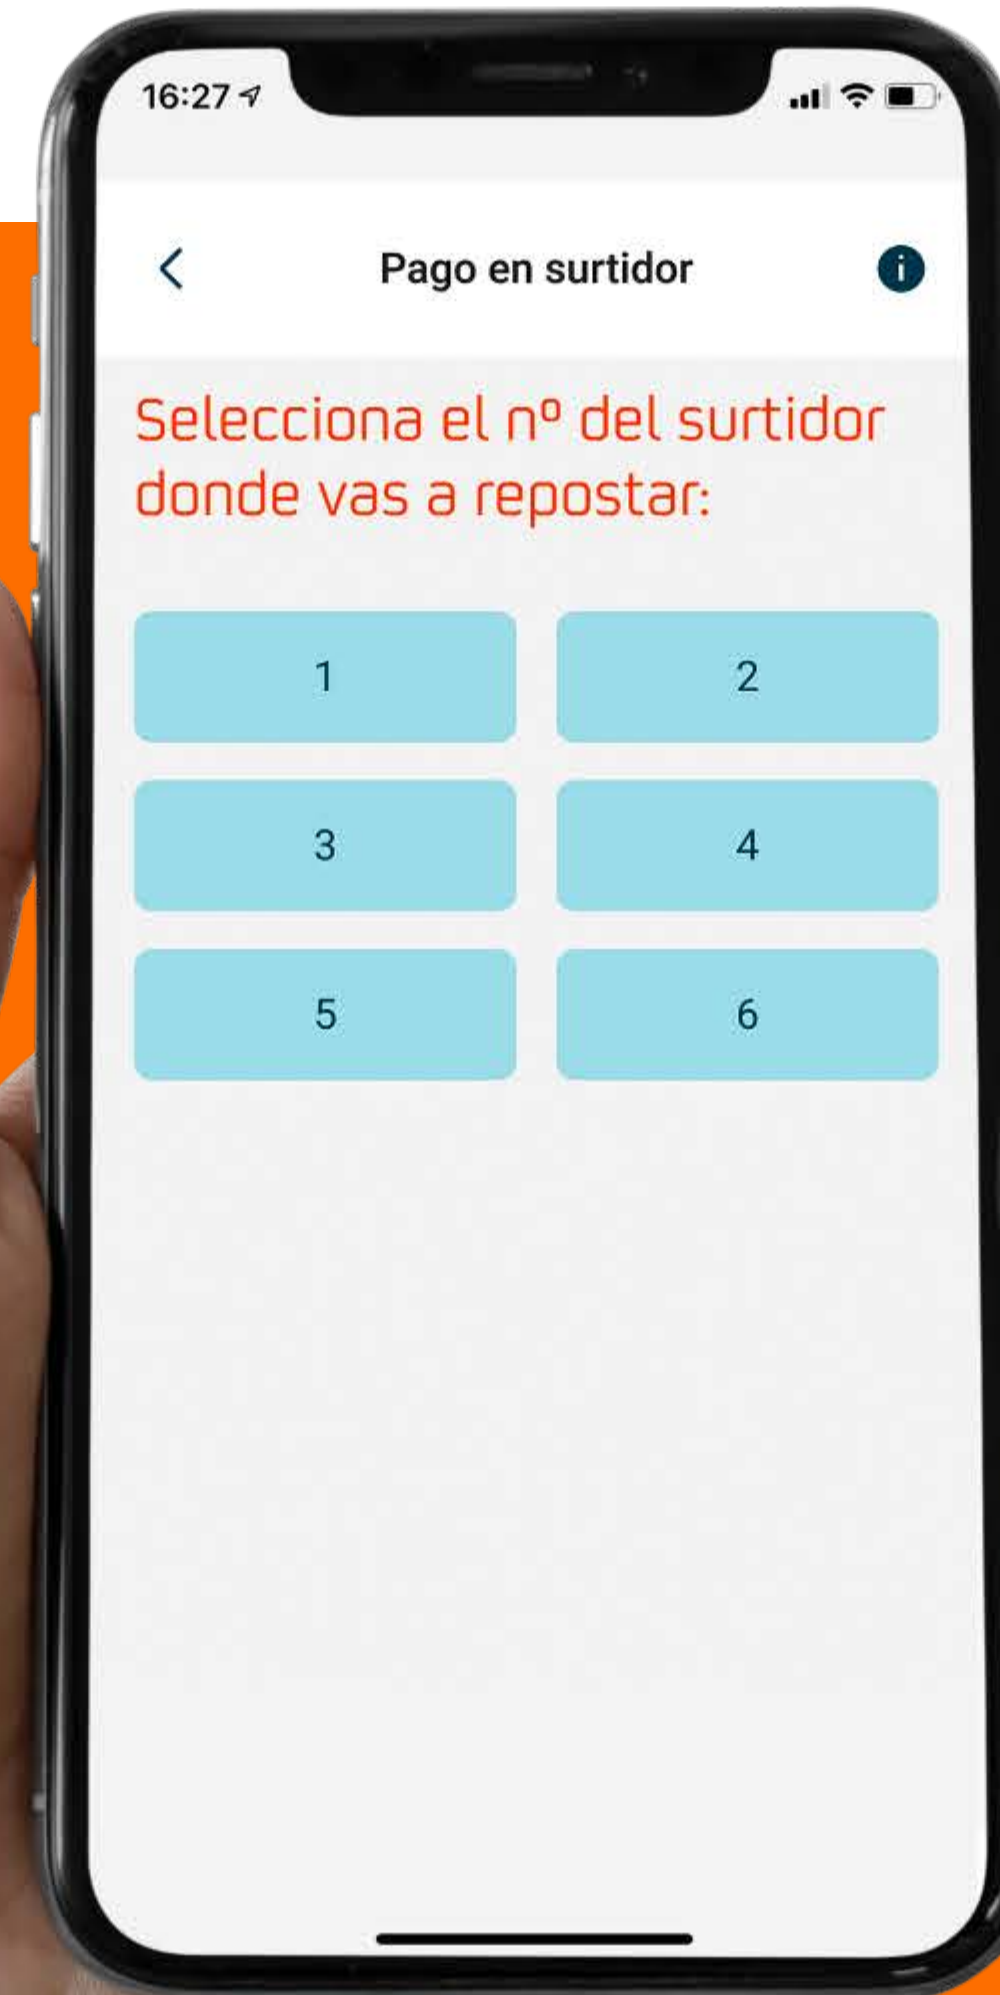 16:27
Pago en surtidor
Selecciona el nº del surtidor
donde vas a repostar:
1
2
3
4
5
6